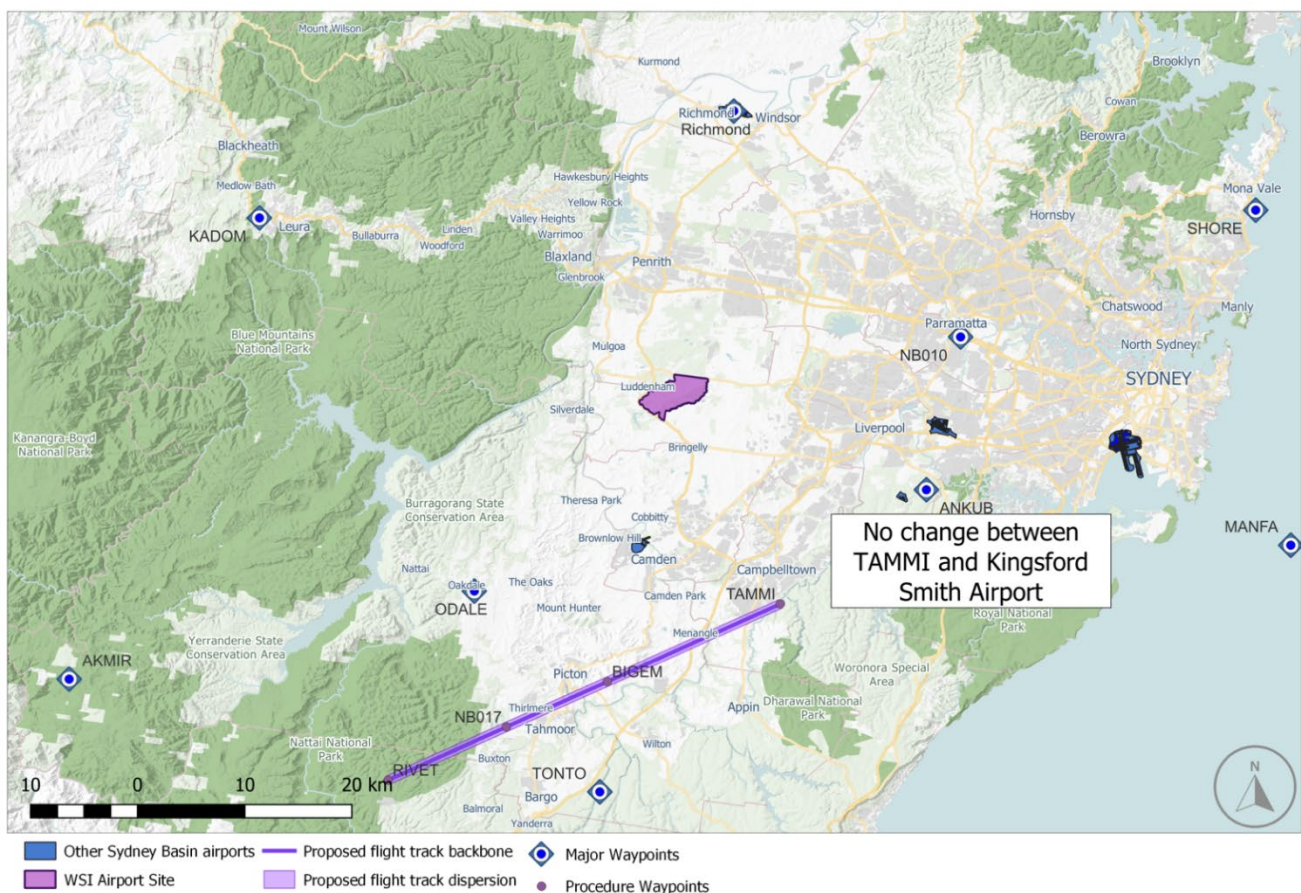 Mount Wilson
Kurmond
Brooklyn
Cowan
Richmond
Windsor
Richmond
Berowra
Blackheath
Hawkesbury Heights
Medlow Bath
Yellow Rock
Mona Vale
Leura
Linden
Valley Heights
Hornsby
KADOM
Bullaburra
Woodford
Warrimoo
SHORE
Blaxland
Penrith
Glenbrook
Chatswood
Manly
Blue Mountains
National Park
Parramatta
Mulgoa
NB010
North Sydney
SYDNEY
Luddenham
Silverdale
Liverpool
Kanangra-Boyd
National Park
Bringelly
Burragorang State
Conservation Area
Theresa Park
ANKUB
Cobbitty
MANFA
Brownlow Hill
Camden
No change between
TAMMI and Kingsford
Smith Airport
Nattai
Oakdale
The Oaks
Campbelltown
ODALE
Mount Hunter
Camden Park
TAMMI
Royal National
Park
Menangle
Yerranderie State
Conservation Area
AKMIR
Picton
BIGEM
Woronora Special
Area
Thirlmere
Appin
Dharawal National
Park
NB017
Tahmoor
Nattai National
Park
Buxton
Wilton
RIVET
TONTO
10 0 10 20 km
Bargo
Balmoral
Yanderra
N
Other Sydney Basin airports
Proposed flight track backbone
Major Waypoints
WSI Airport Site
Proposed flight track dispersion
Procedure Waypoints